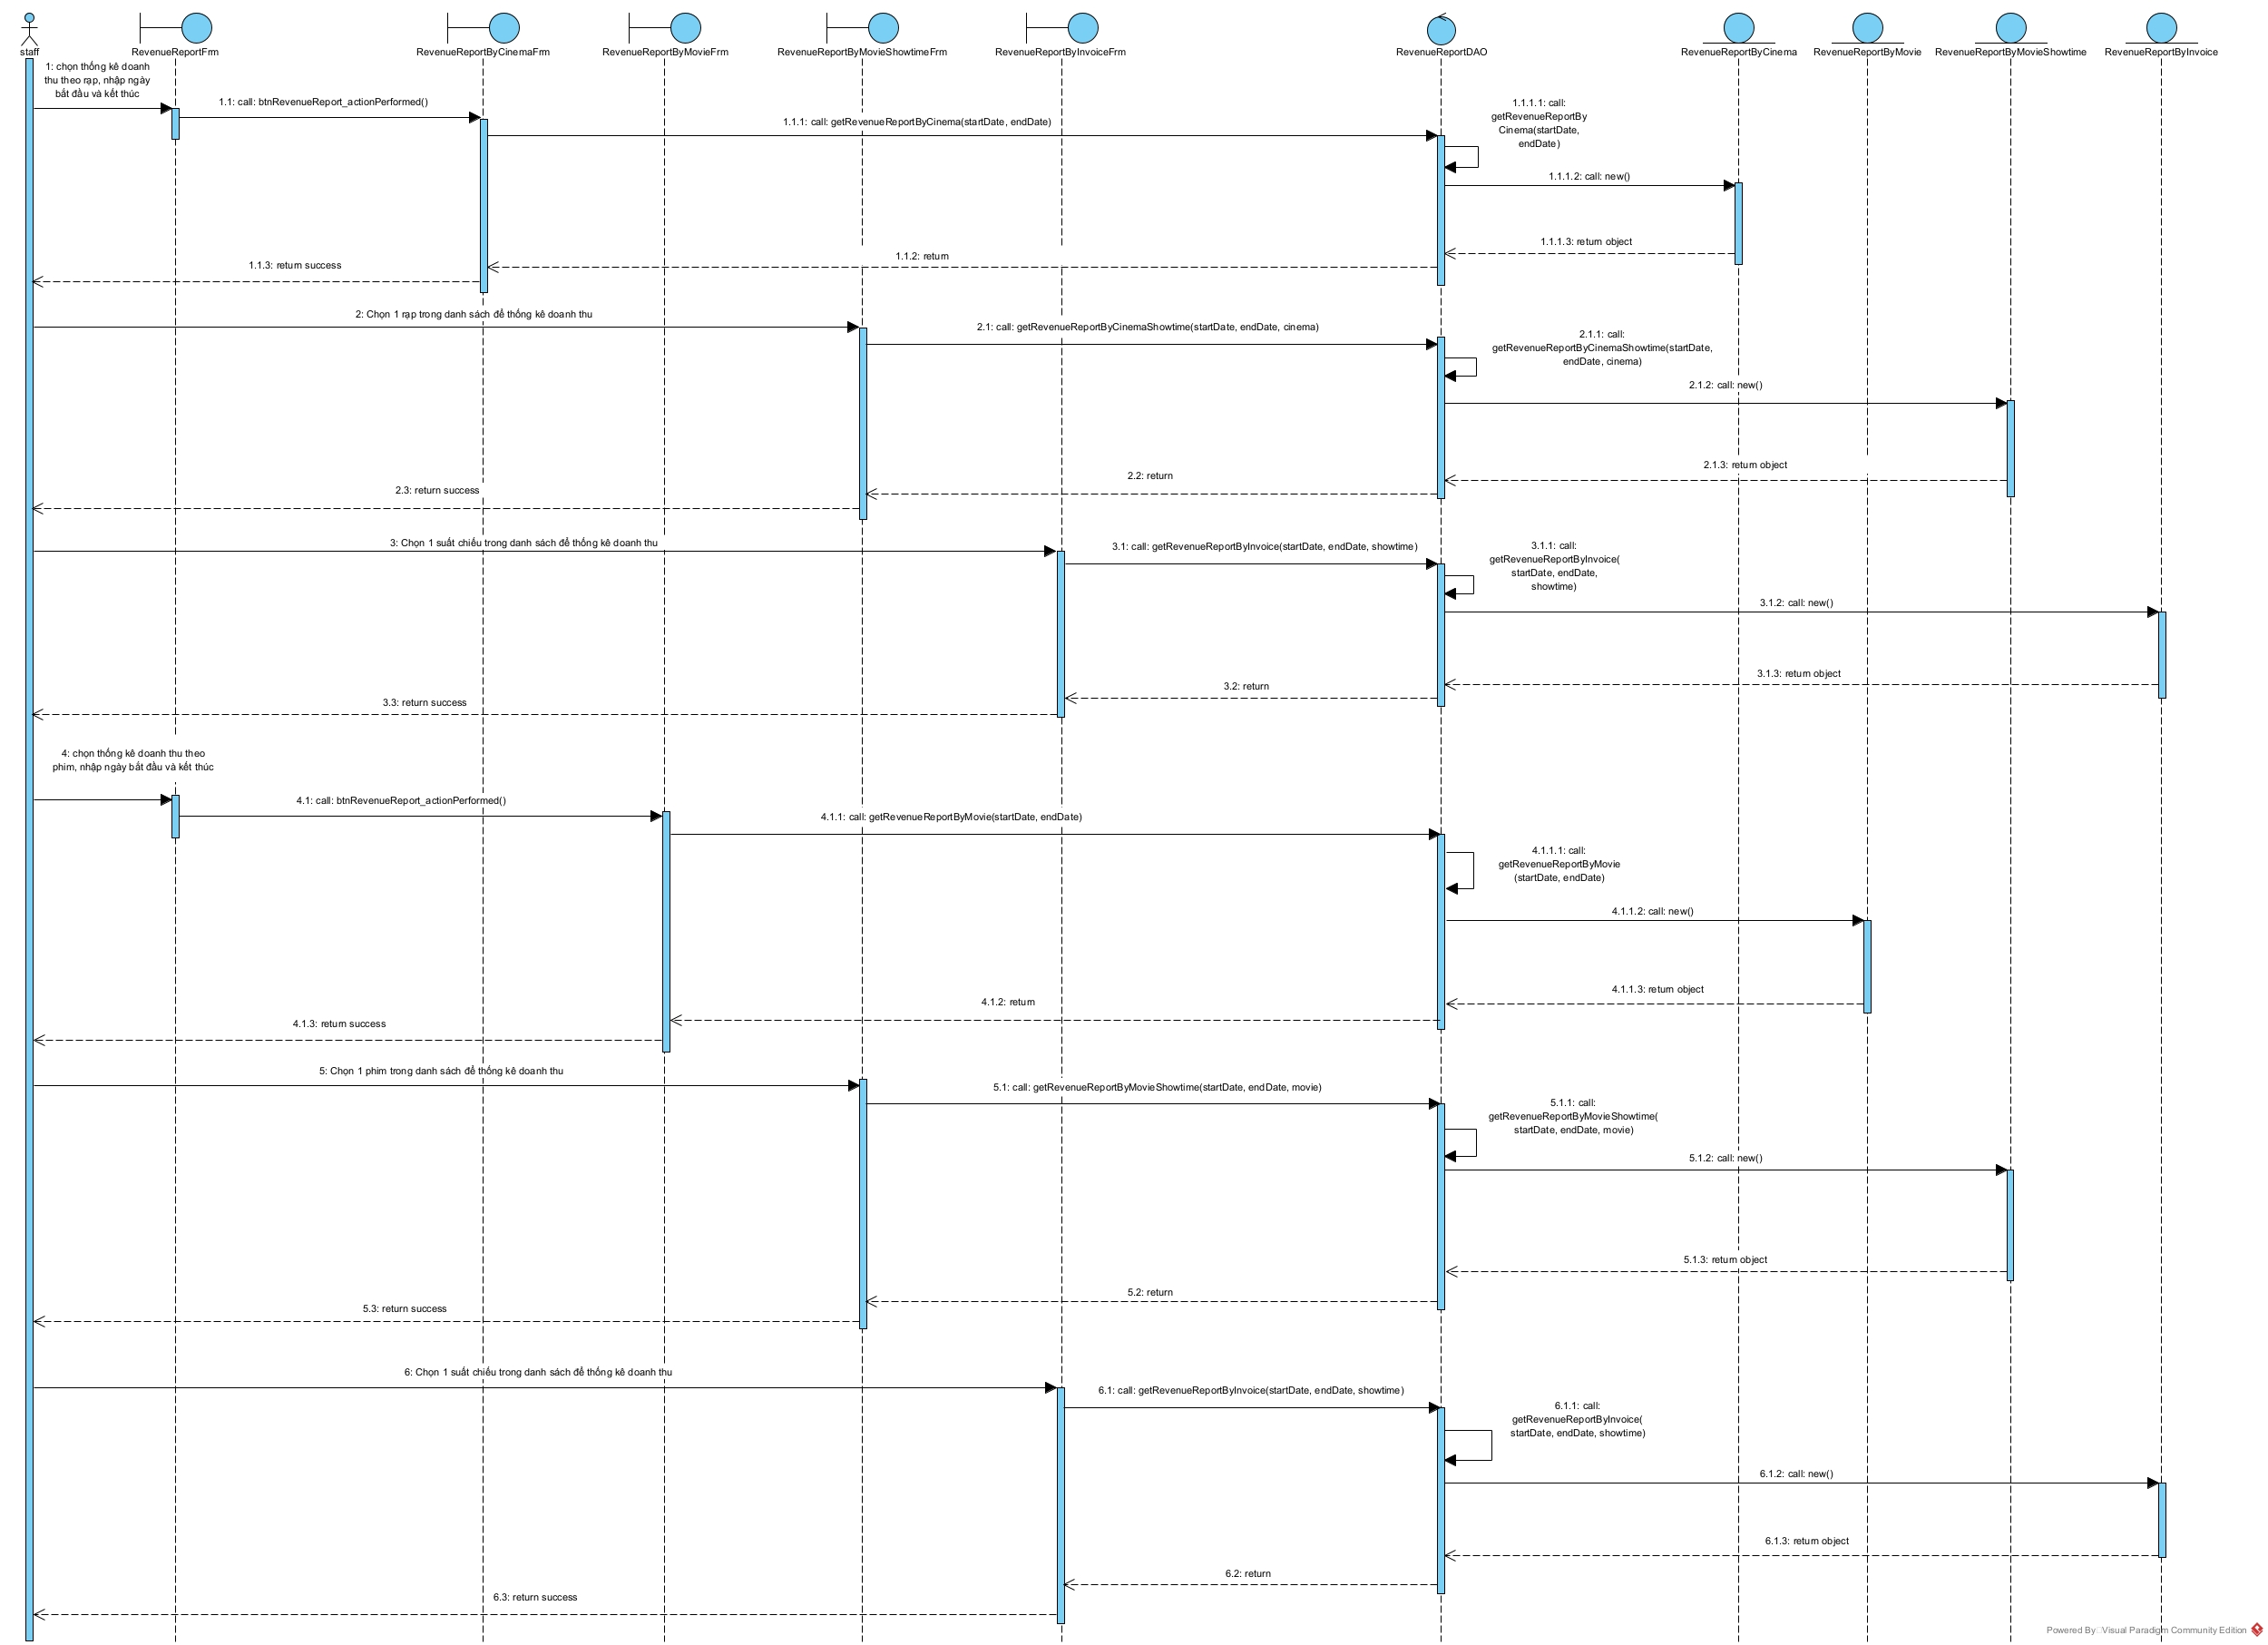 staff
RevenueReportFrm
RevenueReportByCinemaFrm
RevenueReportByMovieFrm
RevenueReportByMovieShowtimeFrm
RevenueReportByInvoiceFrm
RevenueReportDAO
RevenueReportByCinema
RevenueReportByMovie
RevenueReportByMovieShowtime
RevenueReportByInvoice
1: chọn thống kê doanh
thu theo rạp, nhập ngày
bắt đầu và kết thúc
1.1: call: btnRevenueReport_actionPerformed()
1.1.1: call: getRevenueReportByCinema(startDate, endDate)
1.1.1.1: call:
getRevenueReportBy
Cinema(startDate,
endDate)
1.1.1.2: call: new()
1.1.1.3: return object
1.1.2: return
1.1.3: return success
2: Chọn 1 rạp trong danh sách để thống kê doanh thu
2.1: call: getRevenueReportByCinemaShowtime(startDate, endDate, cinema)
2.1.1: call:
getRevenueReportByCinemaShowtime(startDate,
endDate, cinema)
2.1.2: call: new()
2.1.3: return object
2.2: return
2.3: return success
3: Chọn 1 suất chiếu trong danh sách để thống kê doanh thu
3.1: call: getRevenueReportByInvoice(startDate, endDate, showtime)
3.1.1: call:
getRevenueReportByInvoice(
startDate, endDate,
showtime)
3.1.2: call: new()
3.1.3: return object
3.2: return
3.3: return success
4: chọn thống kê doanh thu theo
phim, nhập ngày bắt đầu và kết thúc
4.1: call: btnRevenueReport_actionPerformed()
4.1.1: call: getRevenueReportByMovie(startDate, endDate)
4.1.1.1: call:
getRevenueReportByMovie
(startDate, endDate)
4.1.1.2: call: new()
4.1.1.3: return object
4.1.2: return
4.1.3: return success
5: Chọn 1 phim trong danh sách để thống kê doanh thu
5.1: call: getRevenueReportByMovieShowtime(startDate, endDate, movie)
5.1.1: call:
getRevenueReportByMovieShowtime(
startDate, endDate, movie)
5.1.2: call: new()
5.1.3: return object
5.2: return
5.3: return success
6: Chọn 1 suất chiếu trong danh sách để thống kê doanh thu
6.1: call: getRevenueReportByInvoice(startDate, endDate, showtime)
6.1.1: call:
getRevenueReportByInvoice(
startDate, endDate, showtime)
6.1.2: call: new()
6.1.3: return object
6.2: return
6.3: return success
Powered By Visual Paradigm Community Edition